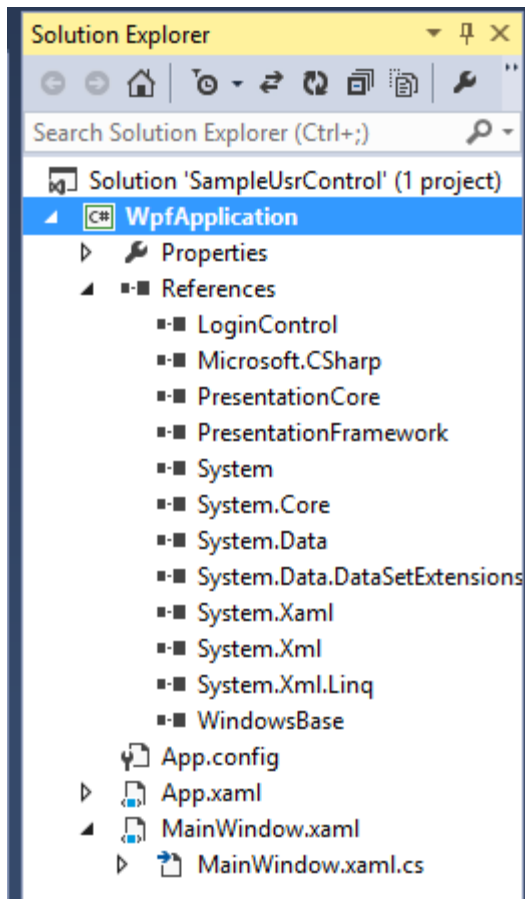 Solution Explorer
Search Solution Explorer (Ctrl+;)
Solution 'SampleUsrControl' (1 project)
C# WpfApplication
Properties
References
LoginControl
Microsoft.CSharp
PresentationCore
PresentationFramework
System
System.Core
System.Data
System.Data.DataSetExtensions
System.Xaml
System.Xml
System.Xml.Linq
WindowsBase
App.config
App.xaml
MainWindow.xaml
MainWindow.xaml.cs